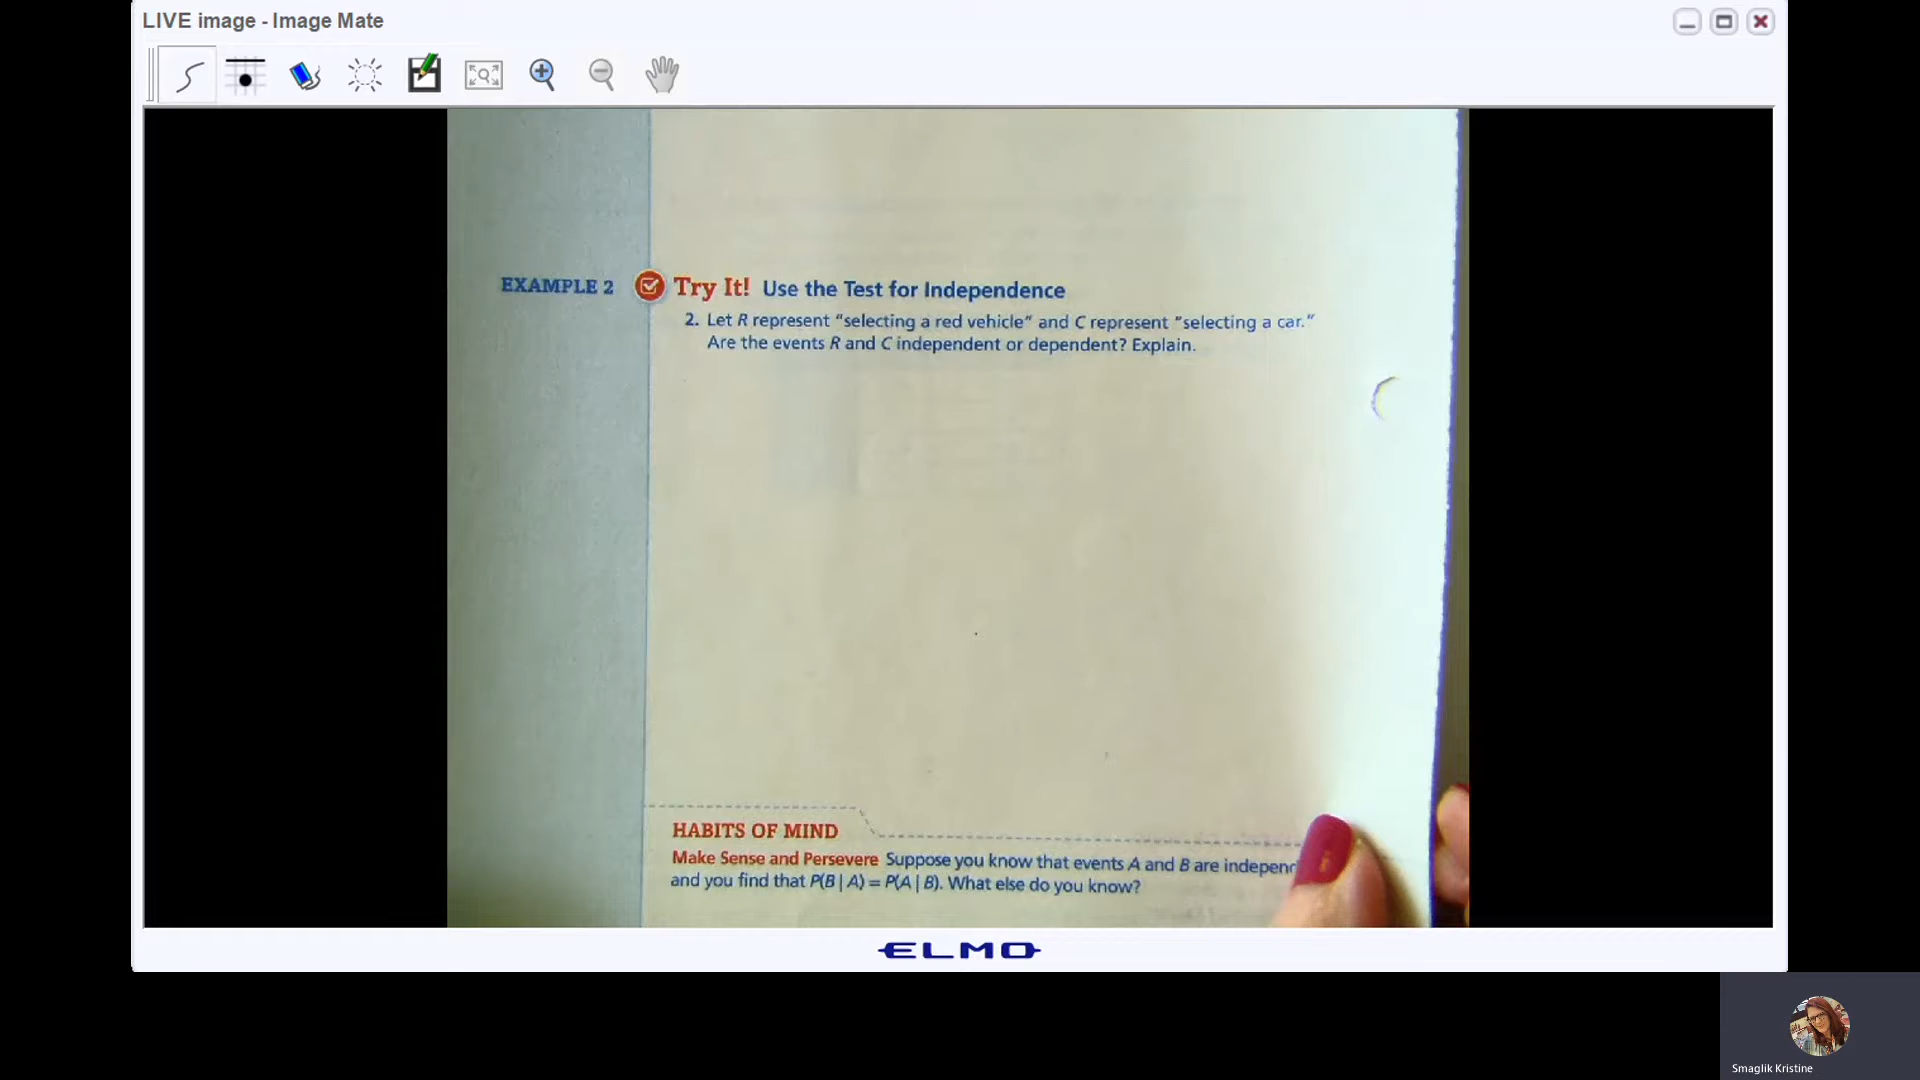 LIVE image - Image Mate
EXAMPLE 2
Try It! Use the Test for Independence
2. Let R represent “selecting a red vehicle” and C represent “selecting a car.”
Are the events R and C independent or dependent? Explain.
HABITS OF MIND
Make Sense and Persevere Suppose you know that events A and B are independ
and you find that P(B | A) = P(A | B). What else do you know?
ELMO
Smaglik Kristine